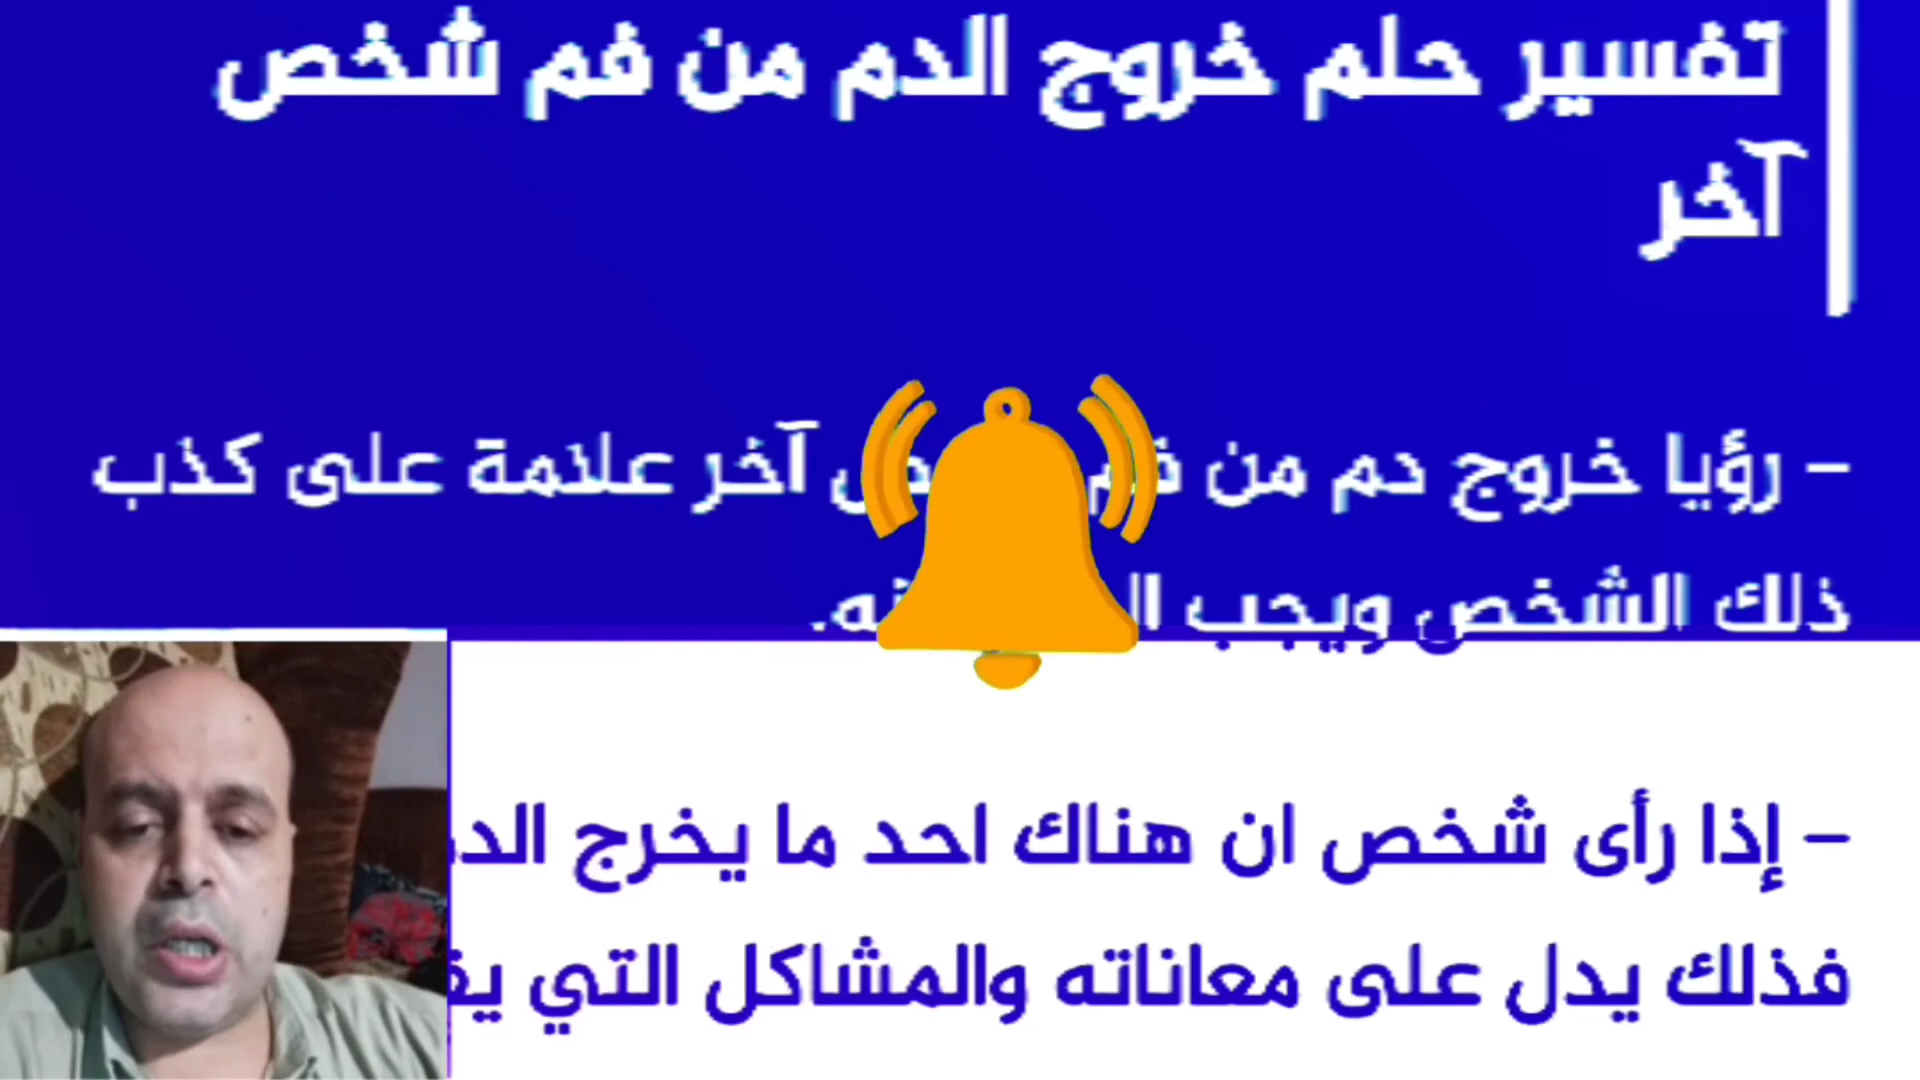 تفسير حلم خروج الدم من فم شخص
آخر
– رؤيا خروج دم من آخر علامة على كذب
ذلك الشخص ويجب
– إذا رأى شخص ان هناك احد ما يخرج
فذلك يدل على معاناته والمشاكل التي